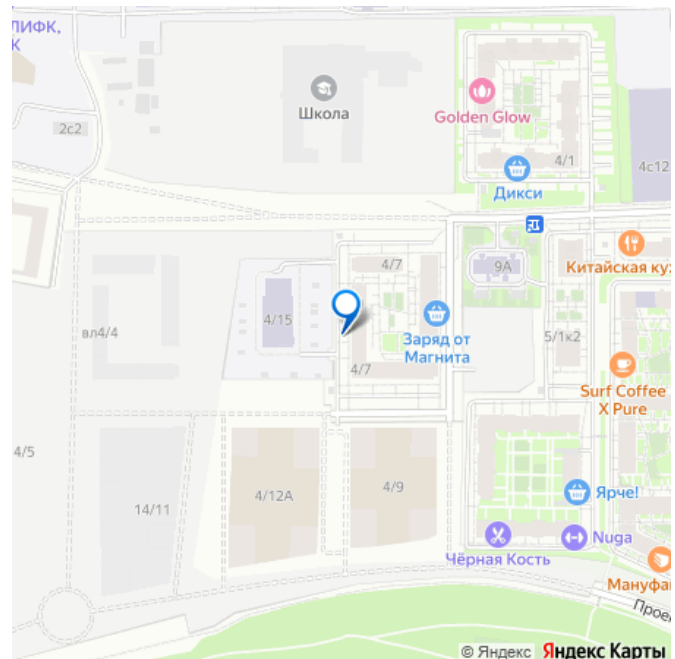 ЛИФК,
К
2с2
Школа
Golden Glow
4/1
Дикси
4с12
4/7
9А
Китайская кух
4/15
вл4/4
Заряд от
Магнита
5/1к2
4/7
Surf Coffee
X Pure
4/5
14/11
4/12А
4/9
Ярче!
Чёрная Кость
Nuga
Мануфа
Проек
© Яндекс Яндекс Карты